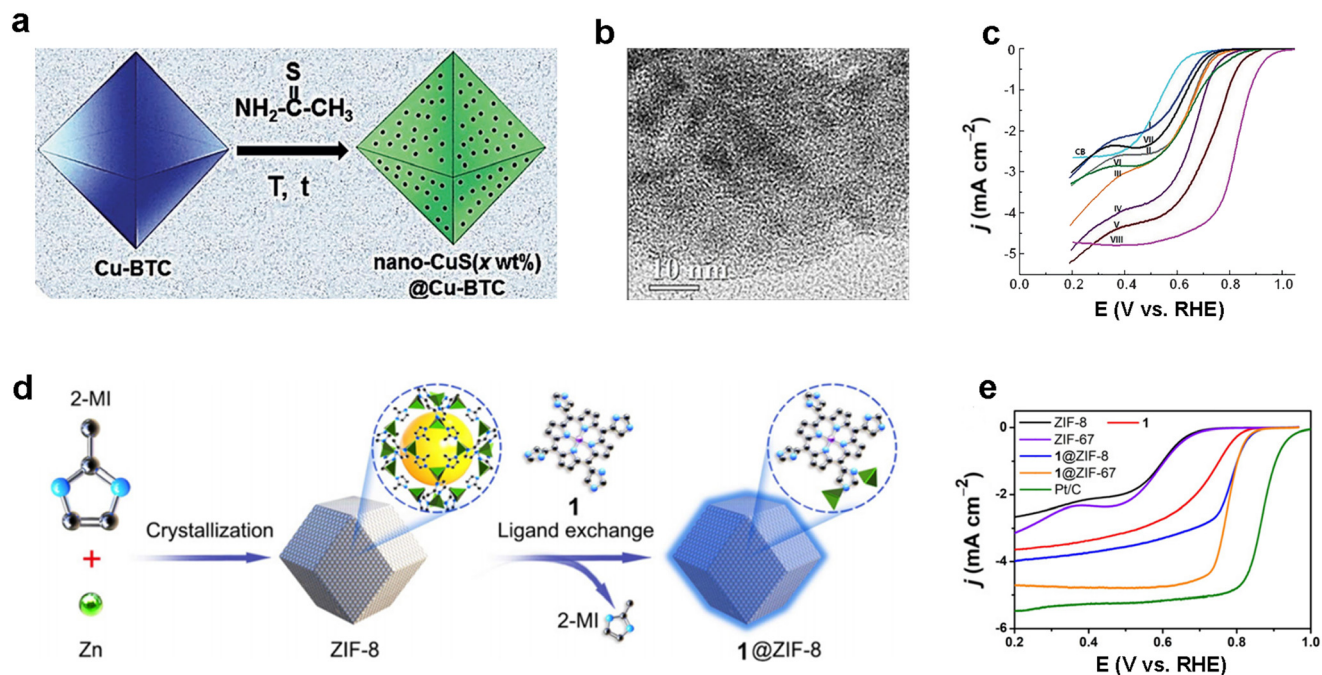 a
S
NH₂-C-CH₃
T, t
Cu-BTC
nano-CuS(x wt%)
@Cu-BTC
b
10 nm
c
0
-1
-2
-3
-4
-5
j (mA cm⁻²)
I
VII
CB
II
VI
III
IV
V
VIII
0.0 0.2 0.4 0.6 0.8 1.0
E (V vs. RHE)
d
2-MI
+
Zn
Crystallization
ZIF-8
1
Ligand exchange
2-MI
1@ZIF-8
e
ZIF-8 1
ZIF-67
1@ZIF-8
1@ZIF-67
Pt/C
0
-2
-4
-6
j (mA cm⁻²)
0.2 0.4 0.6 0.8 1.0
E (V vs. RHE)